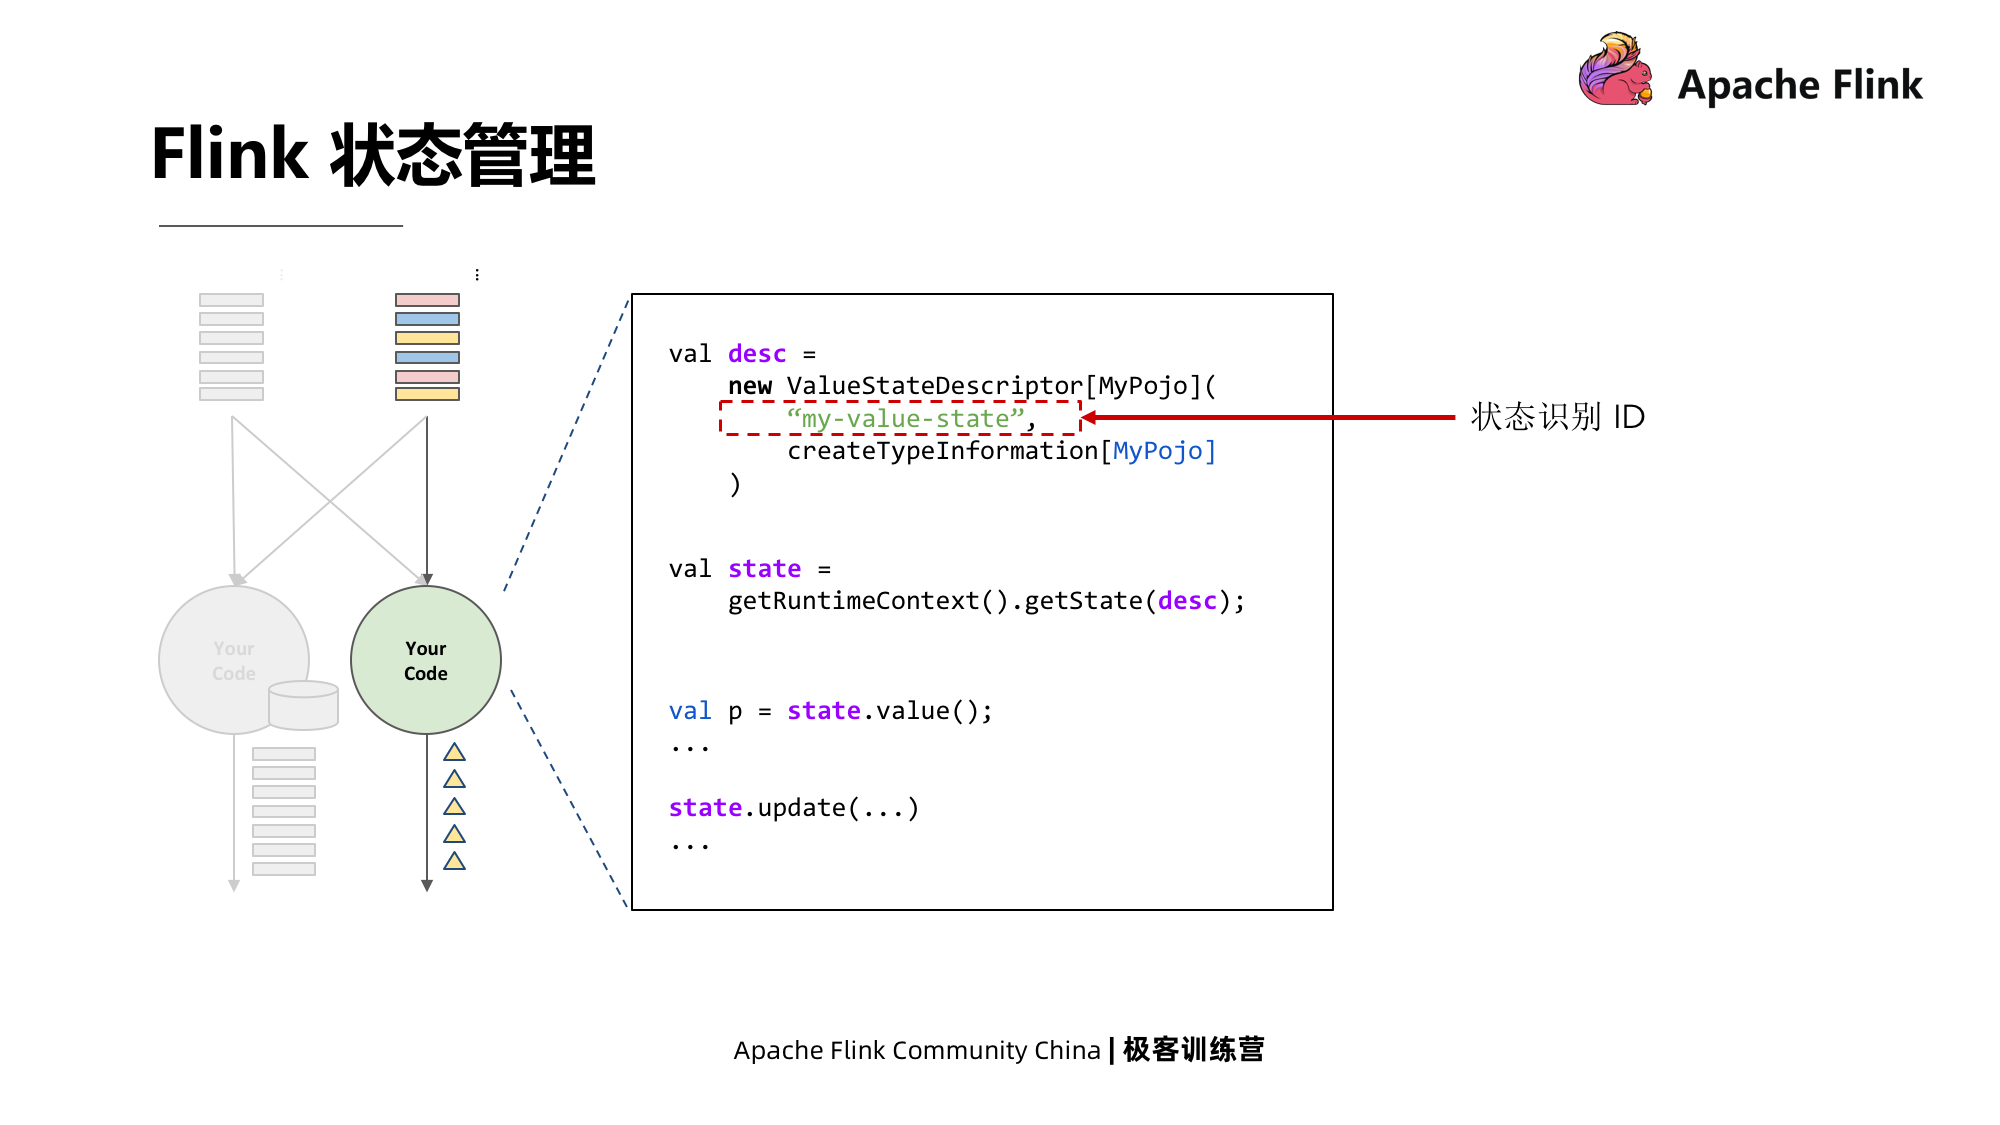 Apache Flink
Flink 状态管理
Your
Code
Your
Code
val desc =
    new ValueStateDescriptor[MyPojo](
        “my-value-state”,
        createTypeInformation[MyPojo]
    )
val state =
    getRuntimeContext().getState(desc);
val p = state.value();
...
state.update(...)
...
状态识别 ID
Apache Flink Community China | 极客训练营